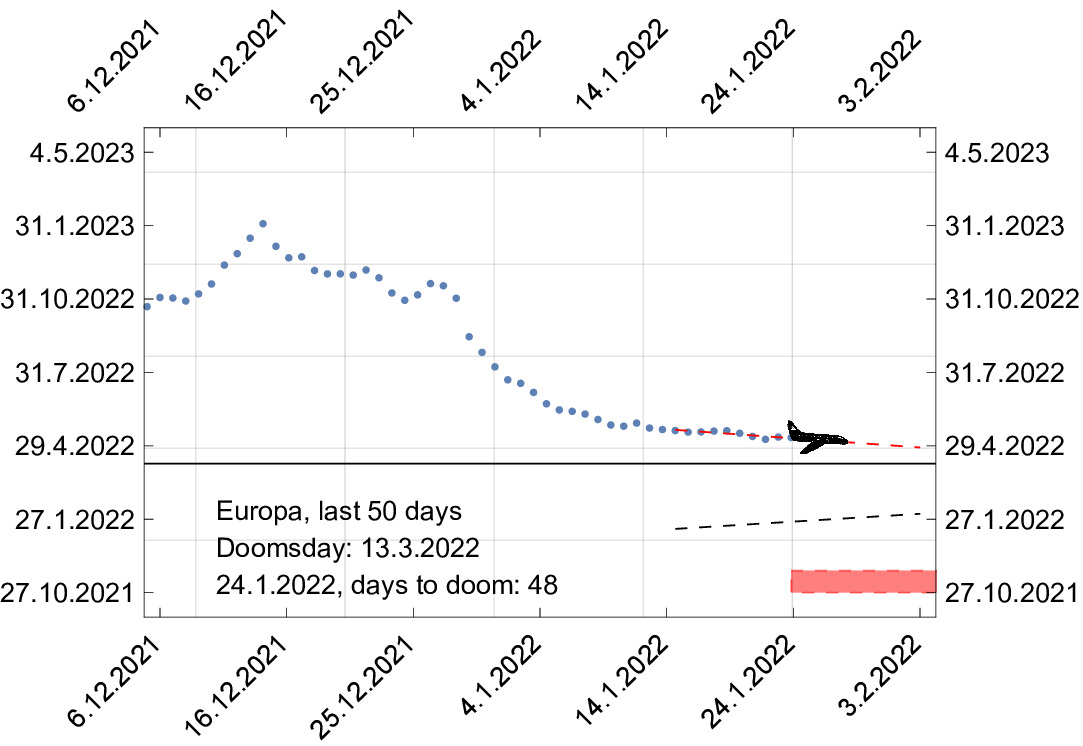 6.12.2021 16.12.2021 25.12.2021 4.1.2022 14.1.2022 24.1.2022 3.2.2022
4.5.2023 4.5.2023
31.1.2023 31.1.2023
31.10.2022 31.10.2022
31.7.2022 31.7.2022
29.4.2022 29.4.2022
27.1.2022 27.1.2022
27.10.2021 27.10.2021
Europa, last 50 days
Doomsday: 13.3.2022
24.1.2022, days to doom: 48
6.12.2021 16.12.2021 25.12.2021 4.1.2022 14.1.2022 24.1.2022 3.2.2022